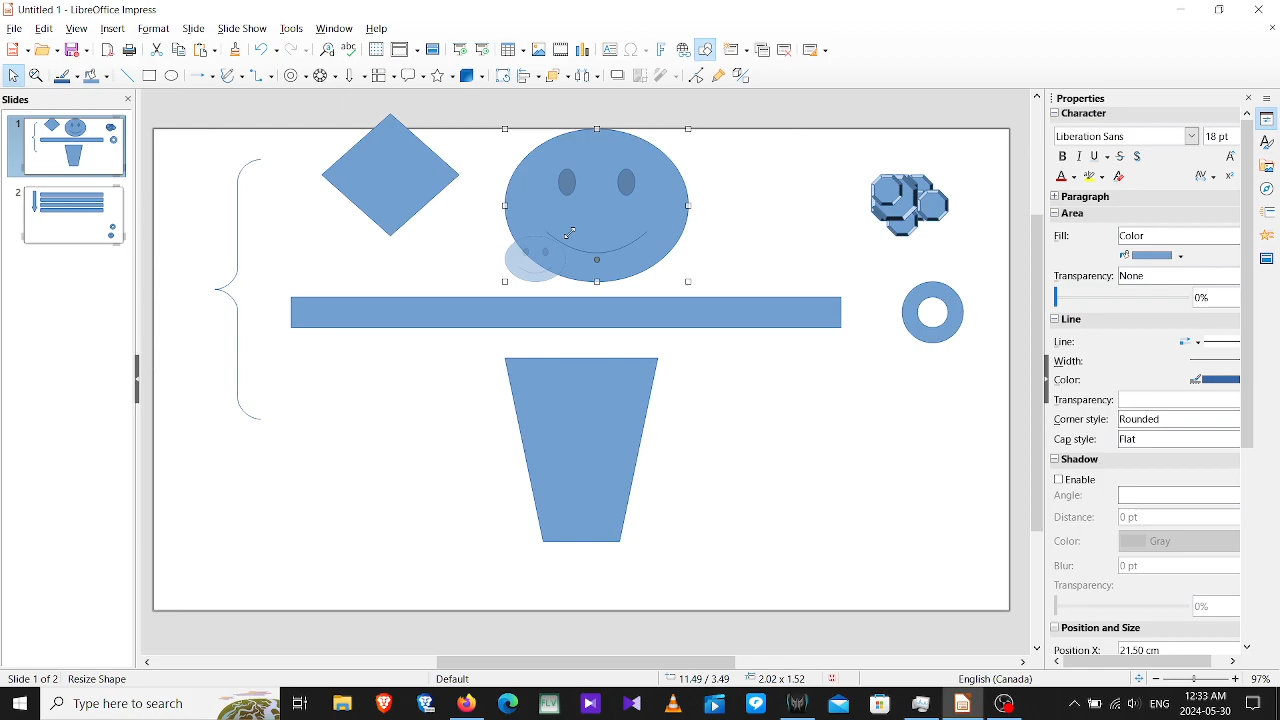 Untitled 1 - LibreOffice Impress
File Edit View Insert Format Slide Slide Show Tools Window Help
Slides
1
2
Properties
Character
Liberation Sans
18 pt
Paragraph
Area
Fill:
Color
Transparency:
None
0%
Line
Line:
Width:
Color:
Transparency:
Corner style:
Rounded
Cap style:
Flat
Shadow
Enable
Angle:
Distance:
0 pt
Color:
Gray
Blur:
0 pt
Transparency:
0%
Position and Size
Position X:
21.50 cm
Slide 1 of 2 Resize Shape Default 11.49 / 3.49 2.02 x 1.52 English (Canada) 97%
Type here to search
12:33 AM
2024-05-30